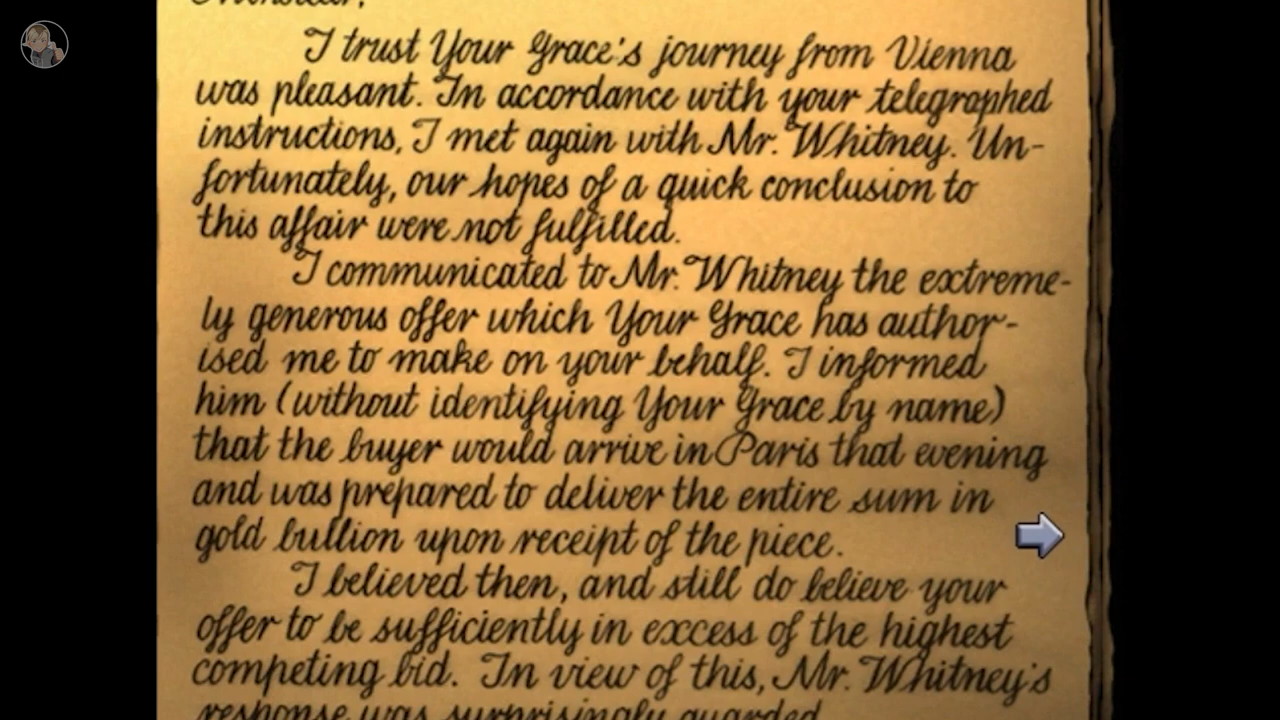 Monsieur,
I trust Your Grace's journey from Vienna
was pleasant. In accordance with your telegraphed
instructions, I met again with Mr. Whitney. Un-
fortunately, our hopes of a quick conclusion to
this affair were not fulfilled.
I communicated to Mr. Whitney the extreme-
ly generous offer which Your Grace has author-
ised me to make on your behalf. I informed
him (without identifying Your Grace by name)
that the buyer would arrive in Paris that evening
and was prepared to deliver the entire sum in
gold bullion upon receipt of the piece.
I believed then, and still do believe your
offer to be sufficiently in excess of the highest
competing bid. In view of this, Mr. Whitney's
response was surprisingly guarded.